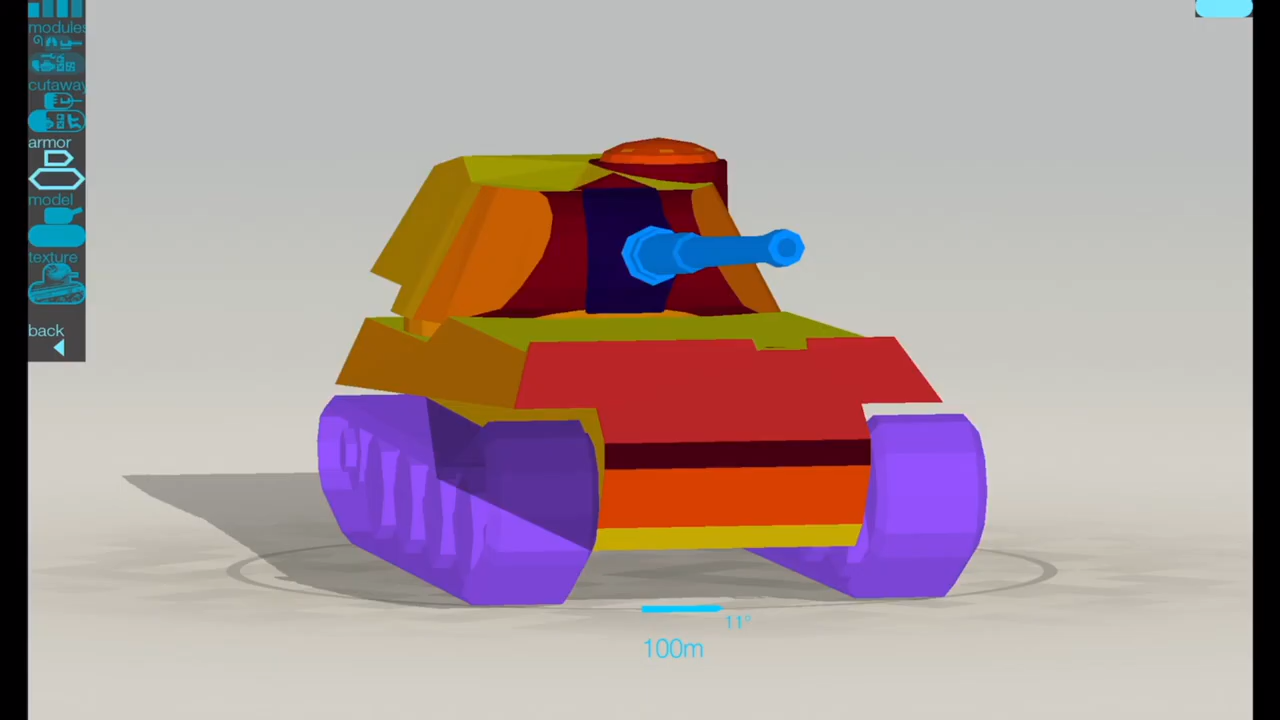 modules
cutaway
armor
model
texture
back
11°
100m